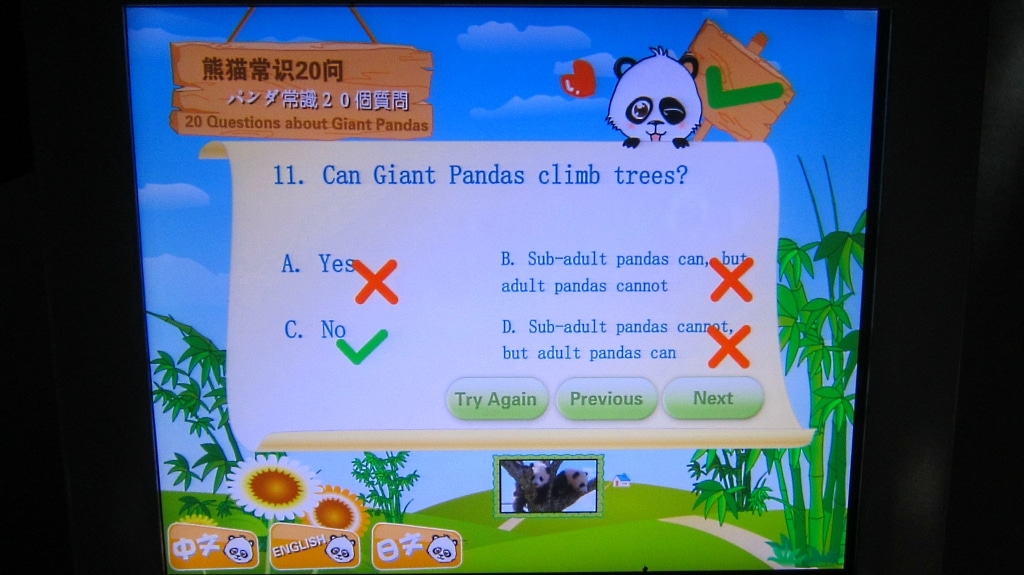 熊猫常识20问
パンダ常識20個質問
20 Questions about Giant Pandas
11. Can Giant Pandas climb trees?
A. Yes
B. Sub-adult pandas can, but
adult pandas cannot
C. No
D. Sub-adult pandas cannot,
but adult pandas can
Try Again
Previous
Next
中文
ENGLISH
日文